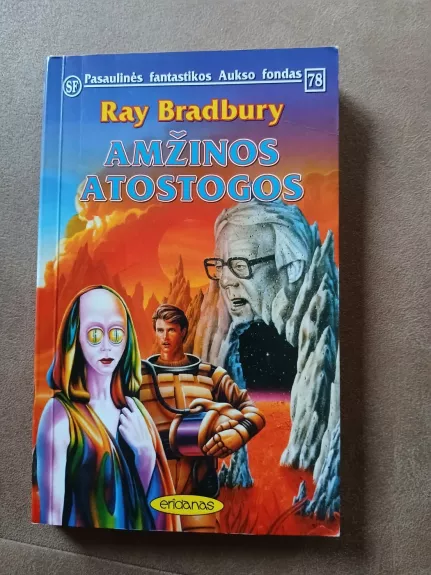 SF Pasaulinės fantastikos Aukso fondas 78
Ray Bradbury
AMŽINOS
ATOSTOGOS
eridanas